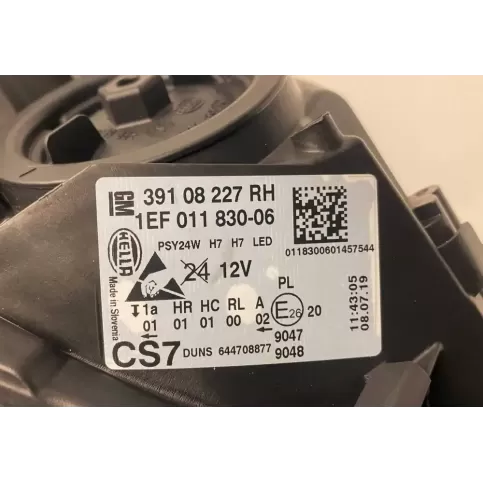 GM 391 08 227 RH
1EF 011 830-06
HELLA
PSY24W H7 H7 LED
24 12V
0118300601457544
Made in Slovenia
PL
1a HR HC RL A
E26 20
01 01 01 00 02
9047
CS7 DUNS 644708877
9048
11:43:05
08.07.19